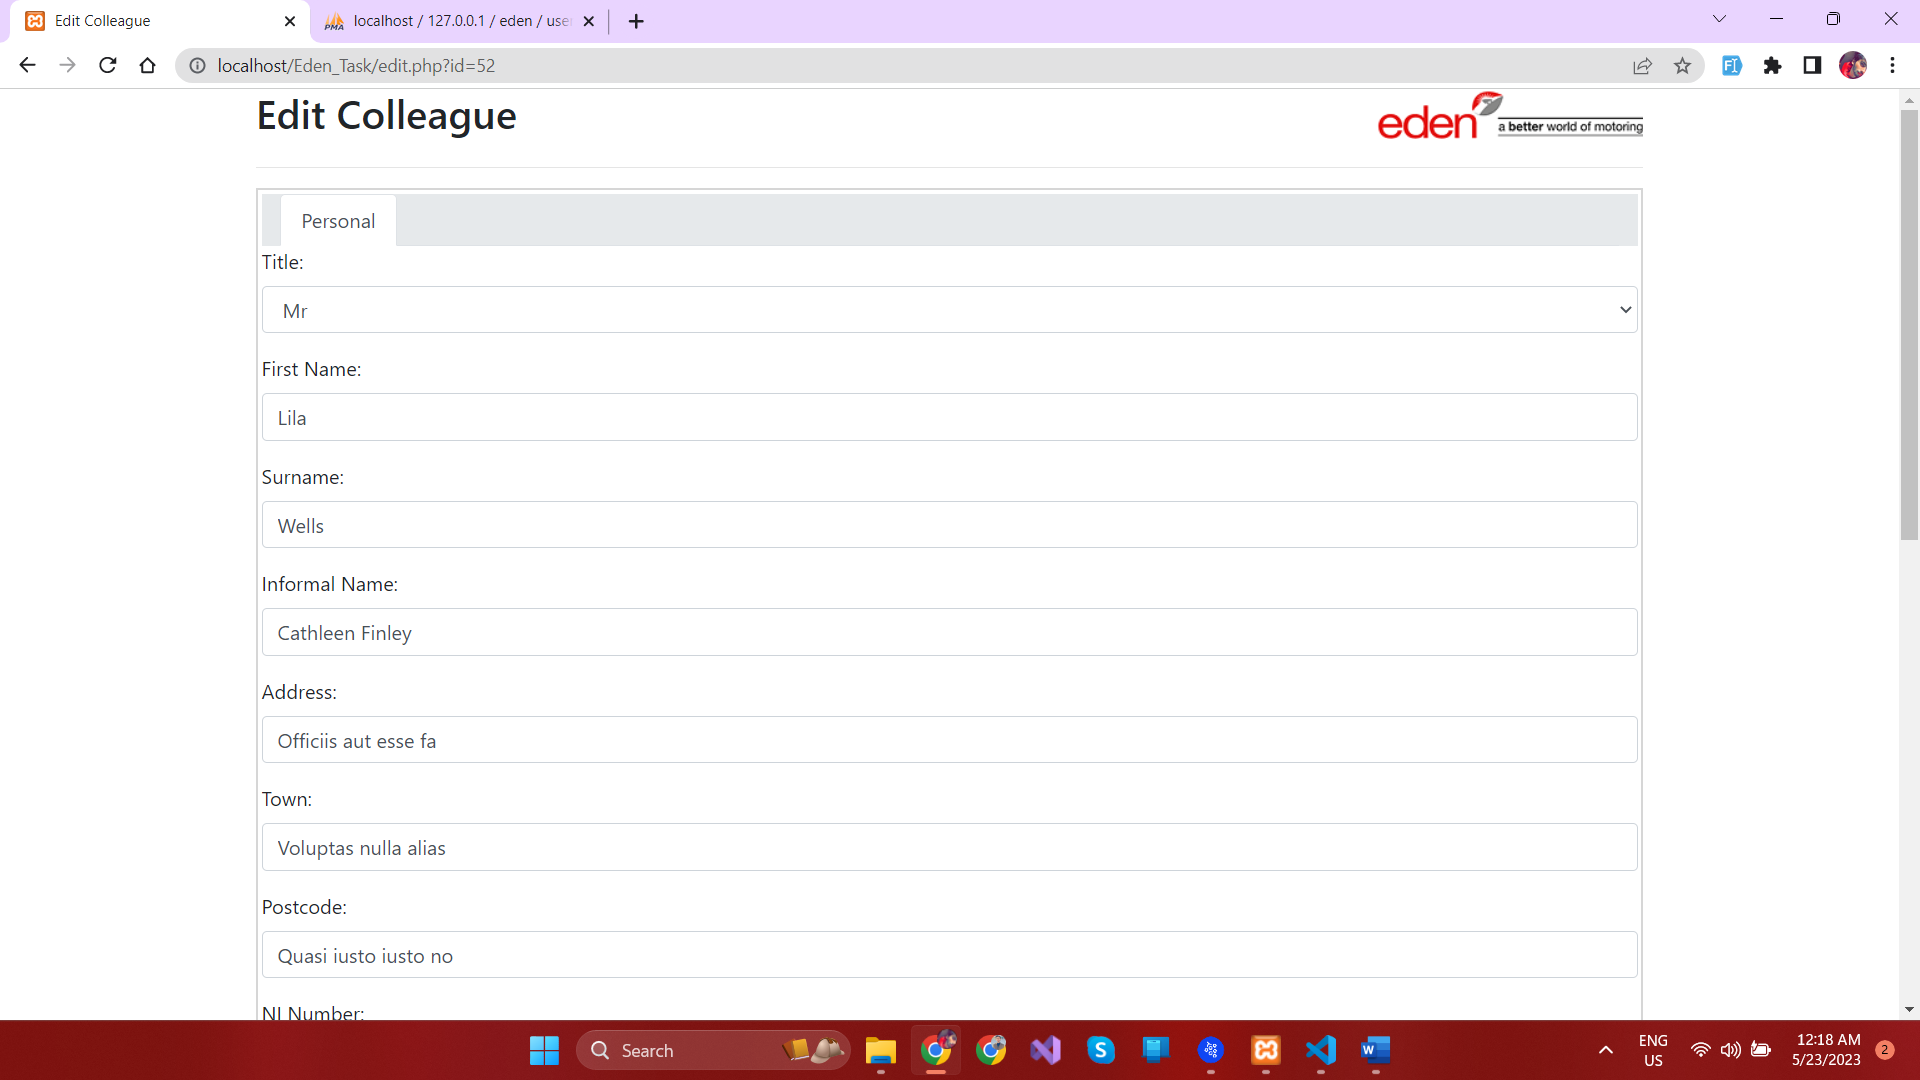 Edit Colleague
localhost / 127.0.0.1 / eden / use
localhost/Eden_Task/edit.php?id=52
Edit Colleague
eden a better world of motoring
Personal
Title:
Mr
First Name:
Lila
Surname:
Wells
Informal Name:
Cathleen Finley
Address:
Officiis aut esse fa
Town:
Voluptas nulla alias
Postcode:
Quasi iusto iusto no
NI Number:
Search
ENG
US
12:18 AM
5/23/2023
2